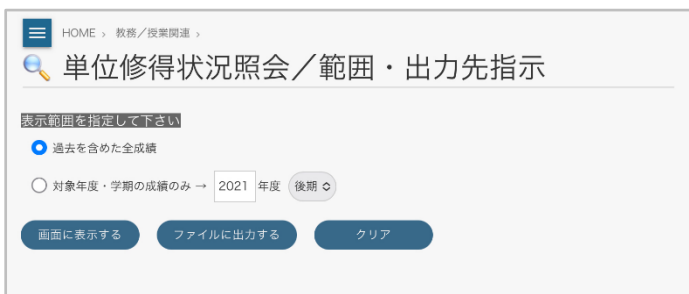 HOME › 教務／授業関連 ›
単位修得状況照会／範囲・出力先指示
表示範囲を指定して下さい
過去を含めた全成績
対象年度・学期の成績のみ → 2021 年度 後期
画面に表示する ファイルに出力する クリア